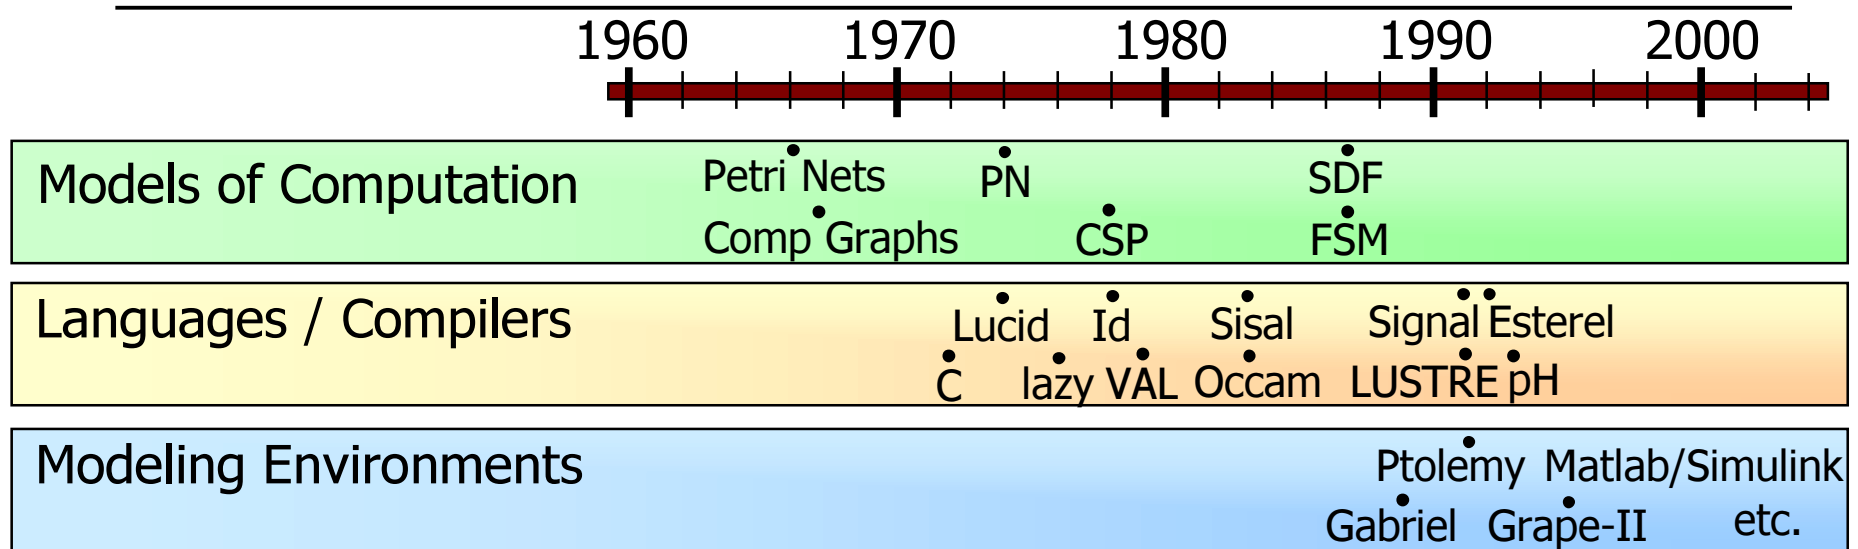 1960 1970 1980 1990 2000
Models of Computation
Petri Nets PN SDF
Comp Graphs CSP FSM
Languages / Compilers
Lucid Id Sisal Signal Esterel
C lazy VAL Occam LUSTRE pH
Modeling Environments
Ptolemy Matlab/Simulink
Gabriel Grape-II etc.